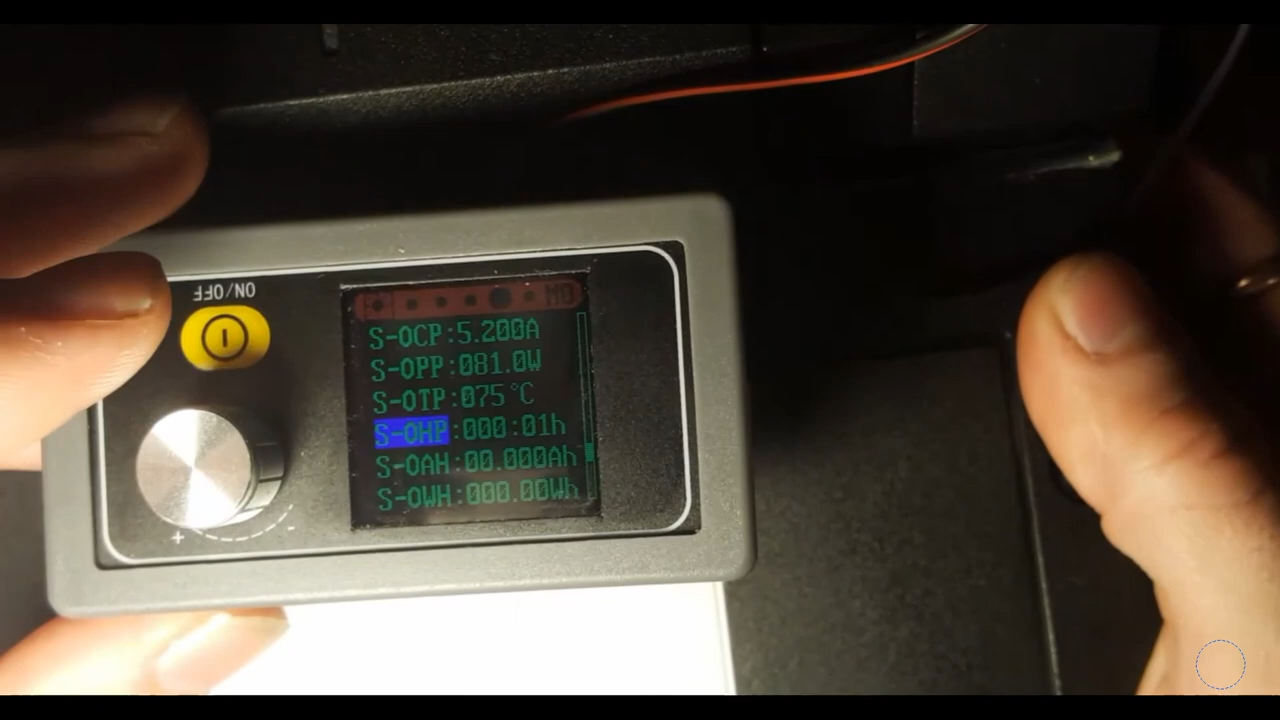 ON/OFF
M0
S-OCP:5.200A
S-OPP:081.0W
S-OTP:075°C
S-OHP:000:01h
S-OAH:00.000Ah
S-OWH:000.00Wh
+ -